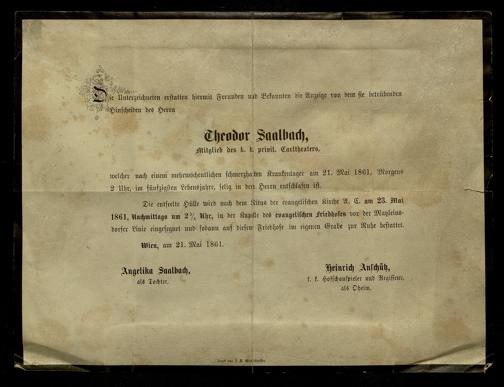 Die Unterzeichneten erstatten hiermit Freunden und Bekannten die Anzeige von dem sie betrübenden
Hinscheiden des Herrn
Theodor Saalbach,
Mitglied des k. k. privil. Carltheaters,
welcher nach einem mehrwöchentlichen schmerzhaften Krankenlager am 21. Mai 1861, Morgens
2 Uhr, im fünfzigsten Lebensjahre, selig in dem Herrn entschlafen ist.
Die entseelte Hülle wird nach dem Ritus der evangelischen Kirche A. C. am 23. Mai
1861, Nachmittags um Uhr, in der Kapelle des evangelischen Friedhofes vor der Matzleins-
dorfer Linie eingesegnet und sodann auf diesem Friedhofe im eigenen Grabe zur Ruhe bestattet.
Wien, am 21. Mai 1861.
Angelika Saalbach,
als Tochter.
Heinrich Anschütz,
k. k. Hofschauspieler und Regisseur,
als Oheim.